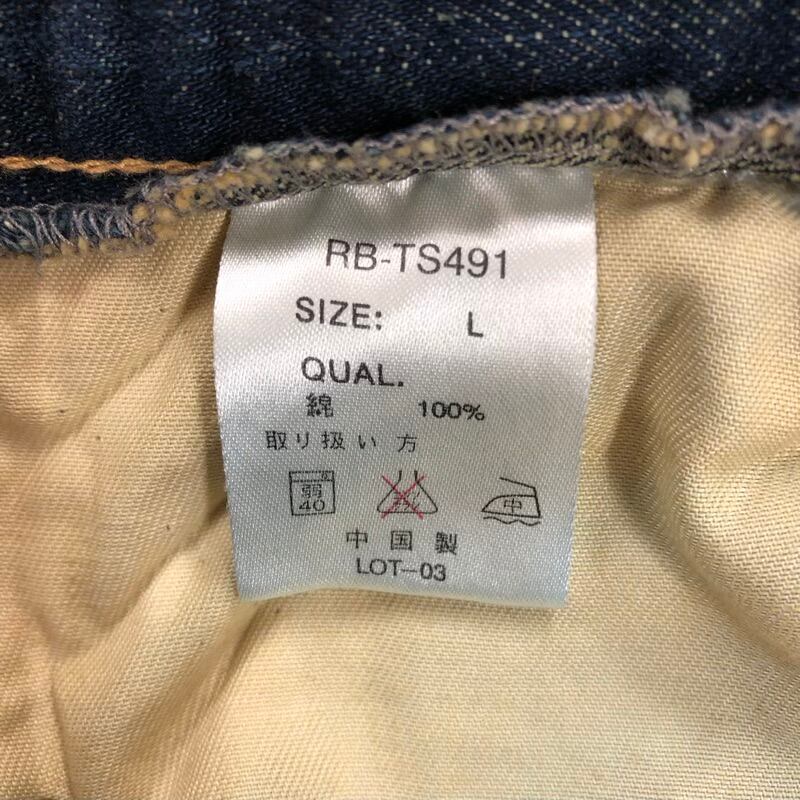 RB-TS491
SIZE: L
QUAL.
綿 100%
取り扱い方
弱 40 中
中国製
LOT-03